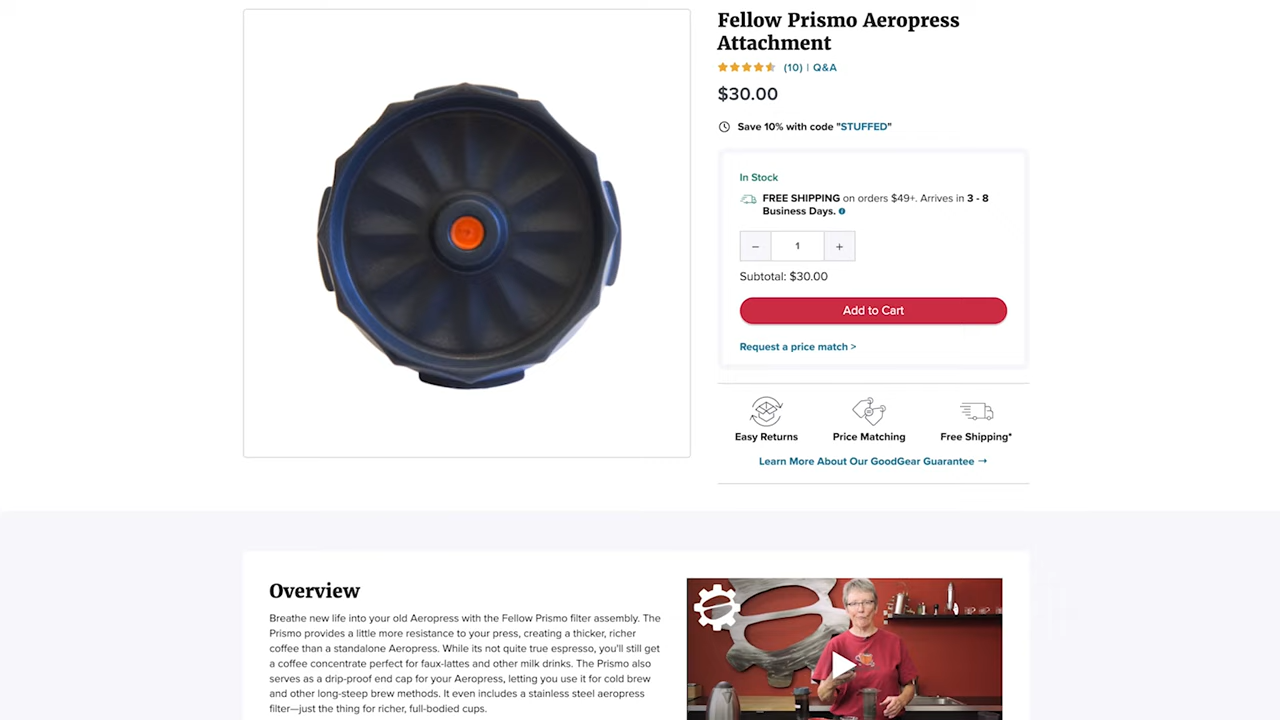 Fellow Prismo Aeropress
Attachment
(10) | Q&A
$30.00
Save 10% with code "STUFFED"
In Stock
FREE SHIPPING on orders $49+. Arrives in 3 - 8
Business Days.
− 1 +
Subtotal: $30.00
Add to Cart
Request a price match >
Easy Returns Price Matching Free Shipping*
Learn More About Our GoodGear Guarantee →
Overview
Breathe new life into your old Aeropress with the Fellow Prismo filter assembly. The
Prismo provides a little more resistance to your press, creating a thicker, richer
coffee than a standalone Aeropress. While its not quite true espresso, you'll still get
a coffee concentrate perfect for faux-lattes and other milk drinks. The Prismo also
serves as a drip-proof end cap for your Aeropress, letting you use it for cold brew
and other long-steep brew methods. It even includes a stainless steel aeropress
filter—just the thing for richer, full-bodied cups.